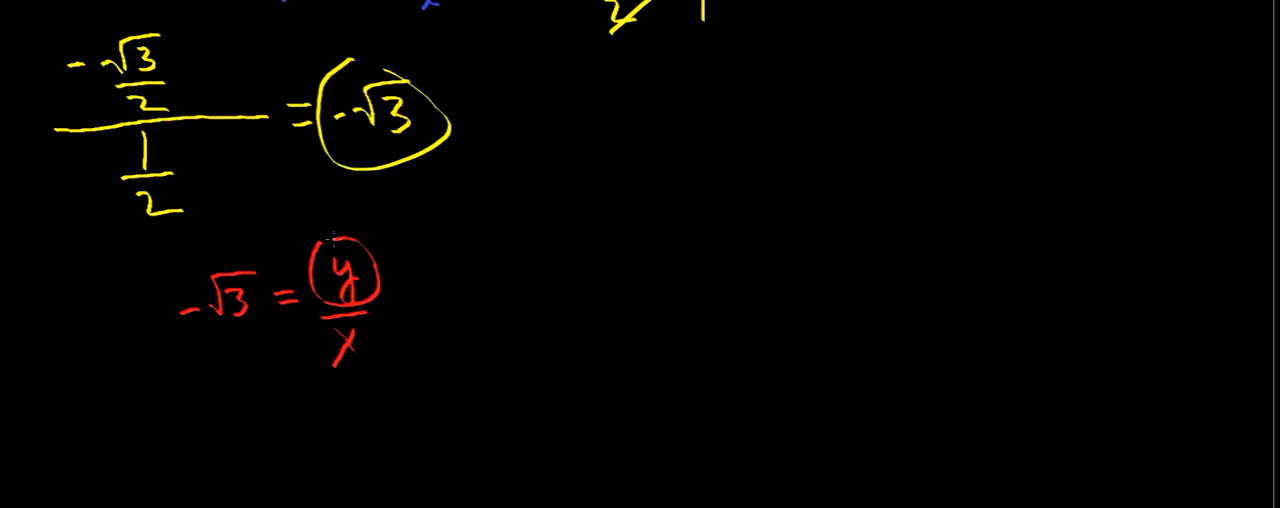 (-√3/2)/(1/2) = -√3
-√3 = y/x